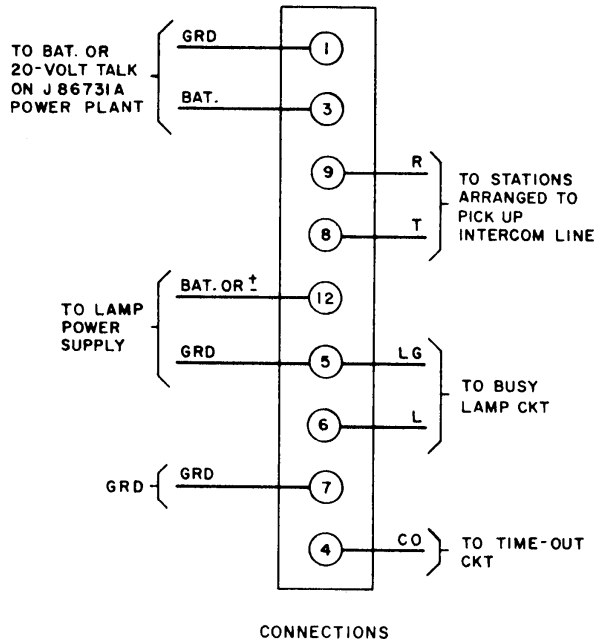 TO BAT. OR
20-VOLT TALK
ON J86731A
POWER PLANT
GRD
1
BAT.
3
9
R
8
T
TO STATIONS
ARRANGED TO
PICK UP
INTERCOM LINE
TO LAMP
POWER
SUPPLY
BAT. OR ±
12
GRD
5
LG
6
L
TO BUSY
LAMP CKT
GRD
GRD
7
4
CO
TO TIME-OUT
CKT
CONNECTIONS